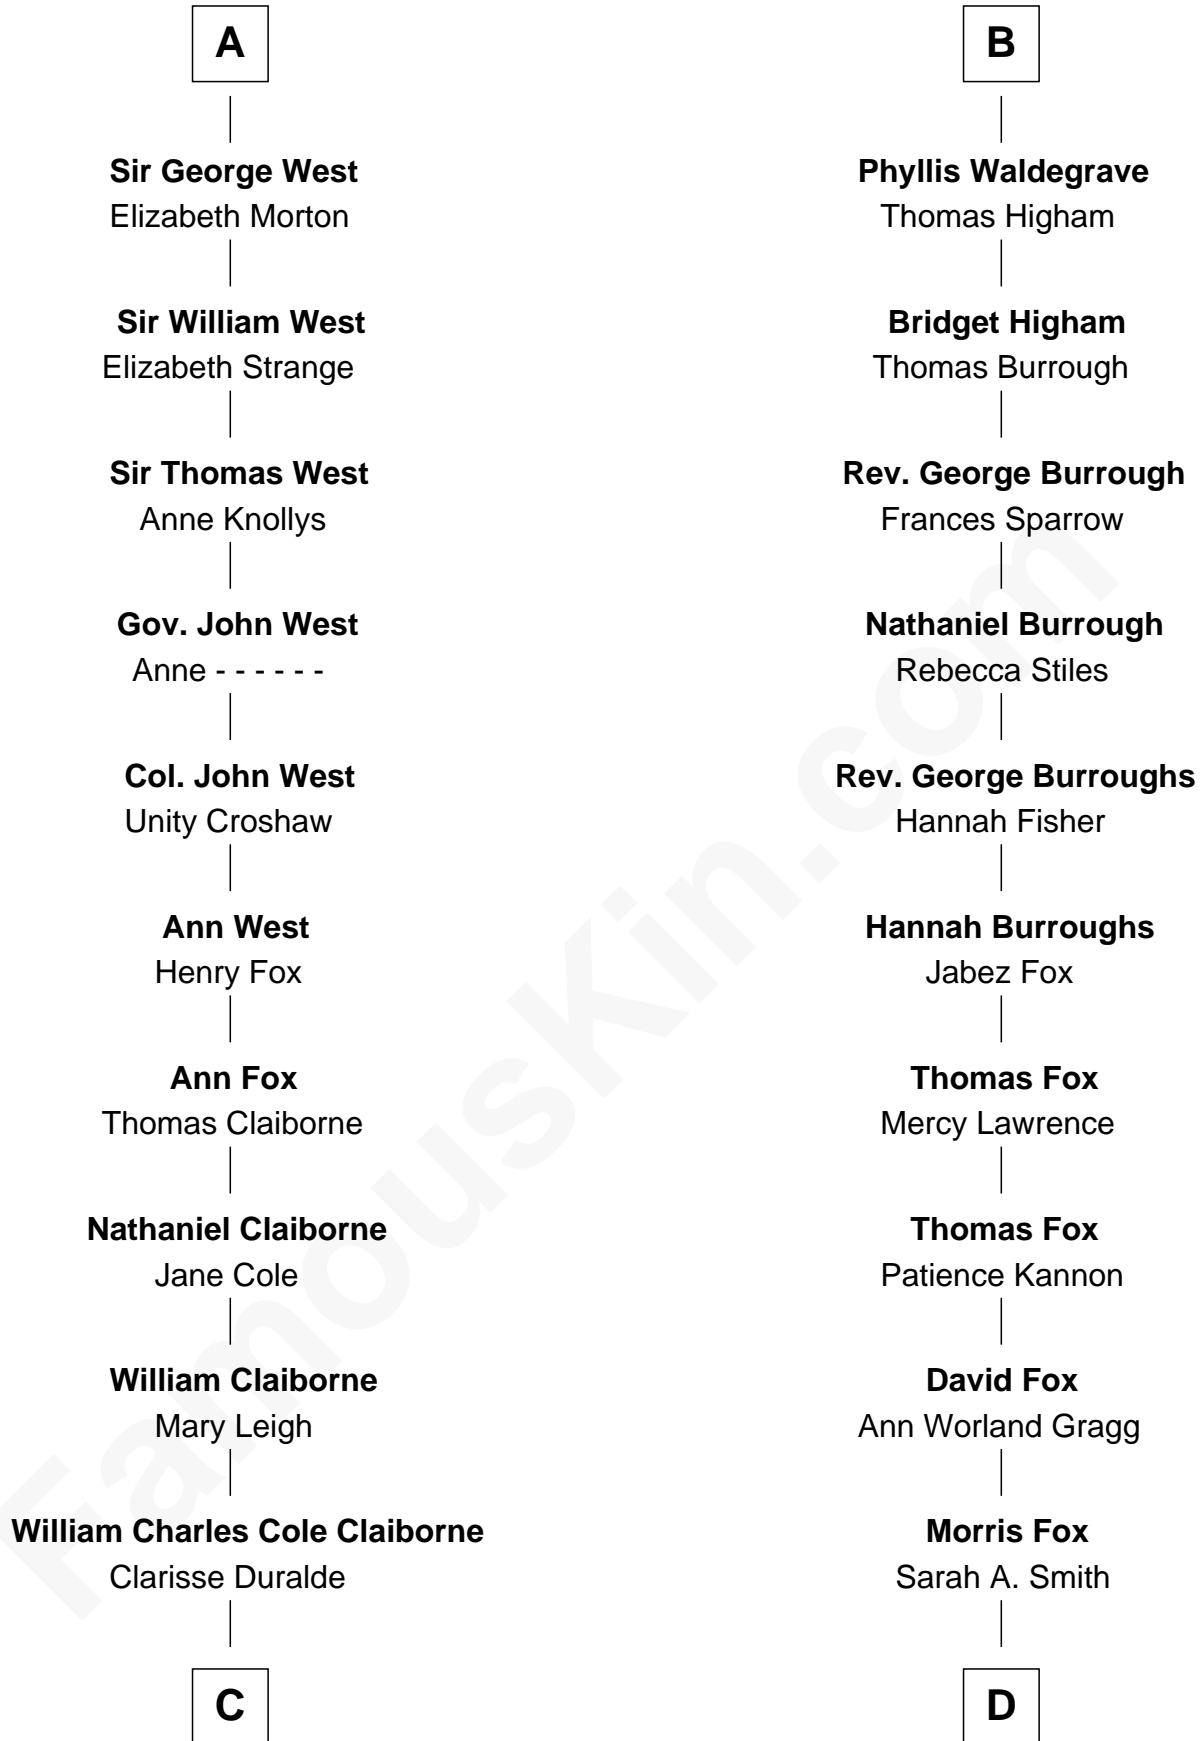 A
Sir George West
Elizabeth Morton
Sir William West
Elizabeth Strange
Sir Thomas West
Anne Knollys
Gov. John West
Anne - - - - - -
Col. John West
Unity Croshaw
Ann West
Henry Fox
Ann Fox
Thomas Claiborne
Nathaniel Claiborne
Jane Cole
William Claiborne
Mary Leigh
William Charles Cole Claiborne
Clarisse Duralde
C
B
Phyllis Waldegrave
Thomas Higham
Bridget Higham
Thomas Burrough
Rev. George Burrough
Frances Sparrow
Nathaniel Burrough
Rebecca Stiles
Rev. George Burroughs
Hannah Fisher
Hannah Burroughs
Jabez Fox
Thomas Fox
Mercy Lawrence
Thomas Fox
Patience Kannon
David Fox
Ann Worland Gragg
Morris Fox
Sarah A. Smith
D
FamousKin.com